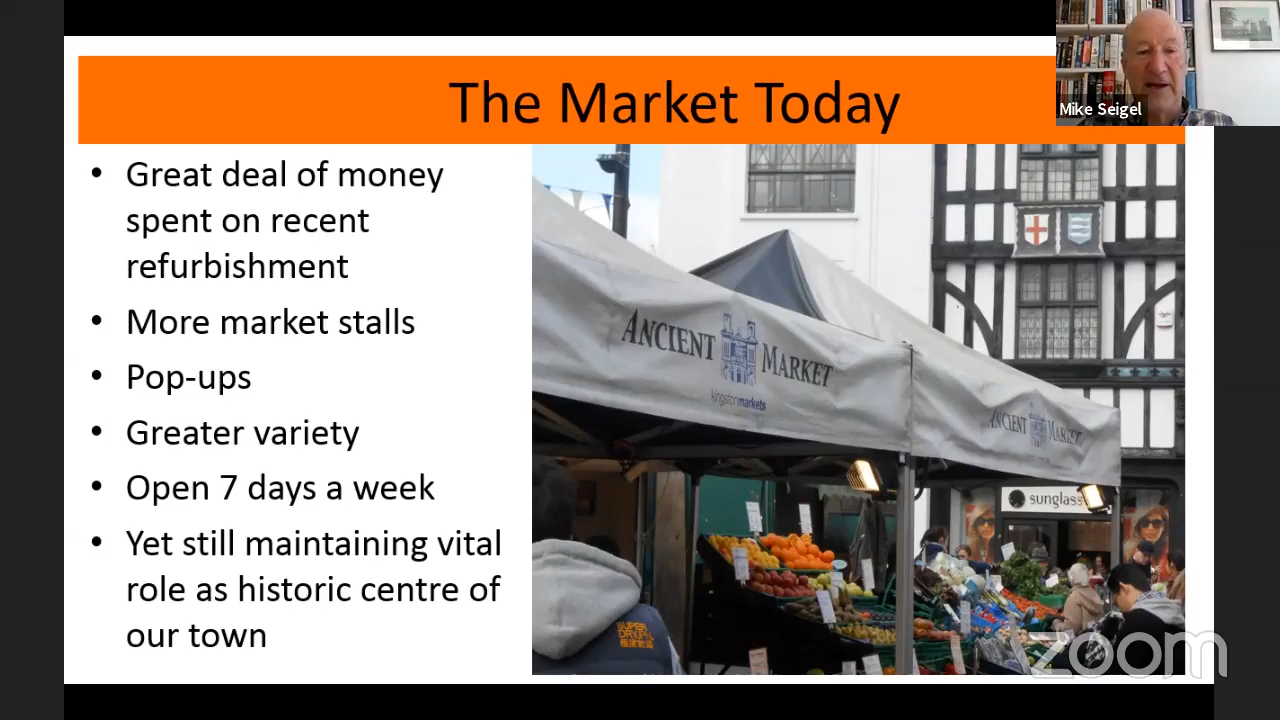 The Market Today
Mike Seigel
• Great deal of money
spent on recent
refurbishment
• More market stalls
• Pop-ups
• Greater variety
• Open 7 days a week
• Yet still maintaining vital
role as historic centre of
our town
ANCIENT MARKET
kingstonmarkets
ANCIENT MARKET
sunglass
SUPER
DRY
zoom